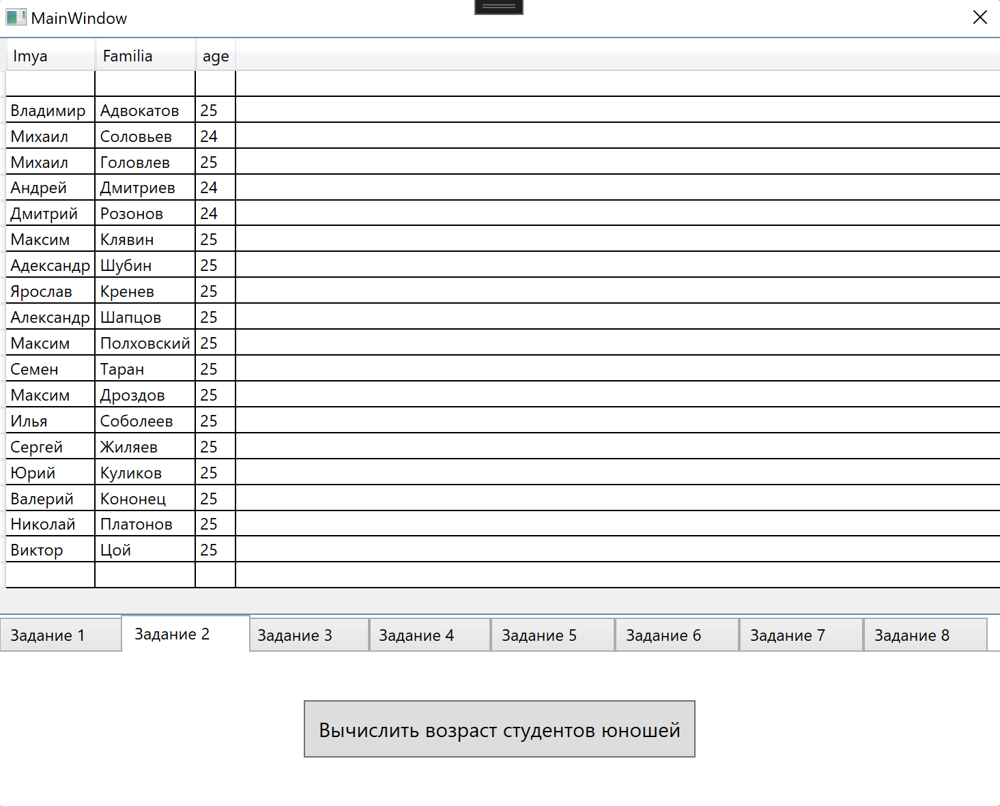 MainWindow
Imya Familia age
Владимир Адвокатов 25
Михаил Соловьев 24
Михаил Головлев 25
Андрей Дмитриев 24
Дмитрий Розонов 24
Максим Клявин 25
Адександр Шубин 25
Ярослав Кренев 25
Александр Шапцов 25
Максим Полховский 25
Семен Таран 25
Максим Дроздов 25
Илья Соболеев 25
Сергей Жиляев 25
Юрий Куликов 25
Валерий Кононец 25
Николай Платонов 25
Виктор Цой 25
Задание 1 Задание 2 Задание 3 Задание 4 Задание 5 Задание 6 Задание 7 Задание 8
Вычислить возраст студентов юношей